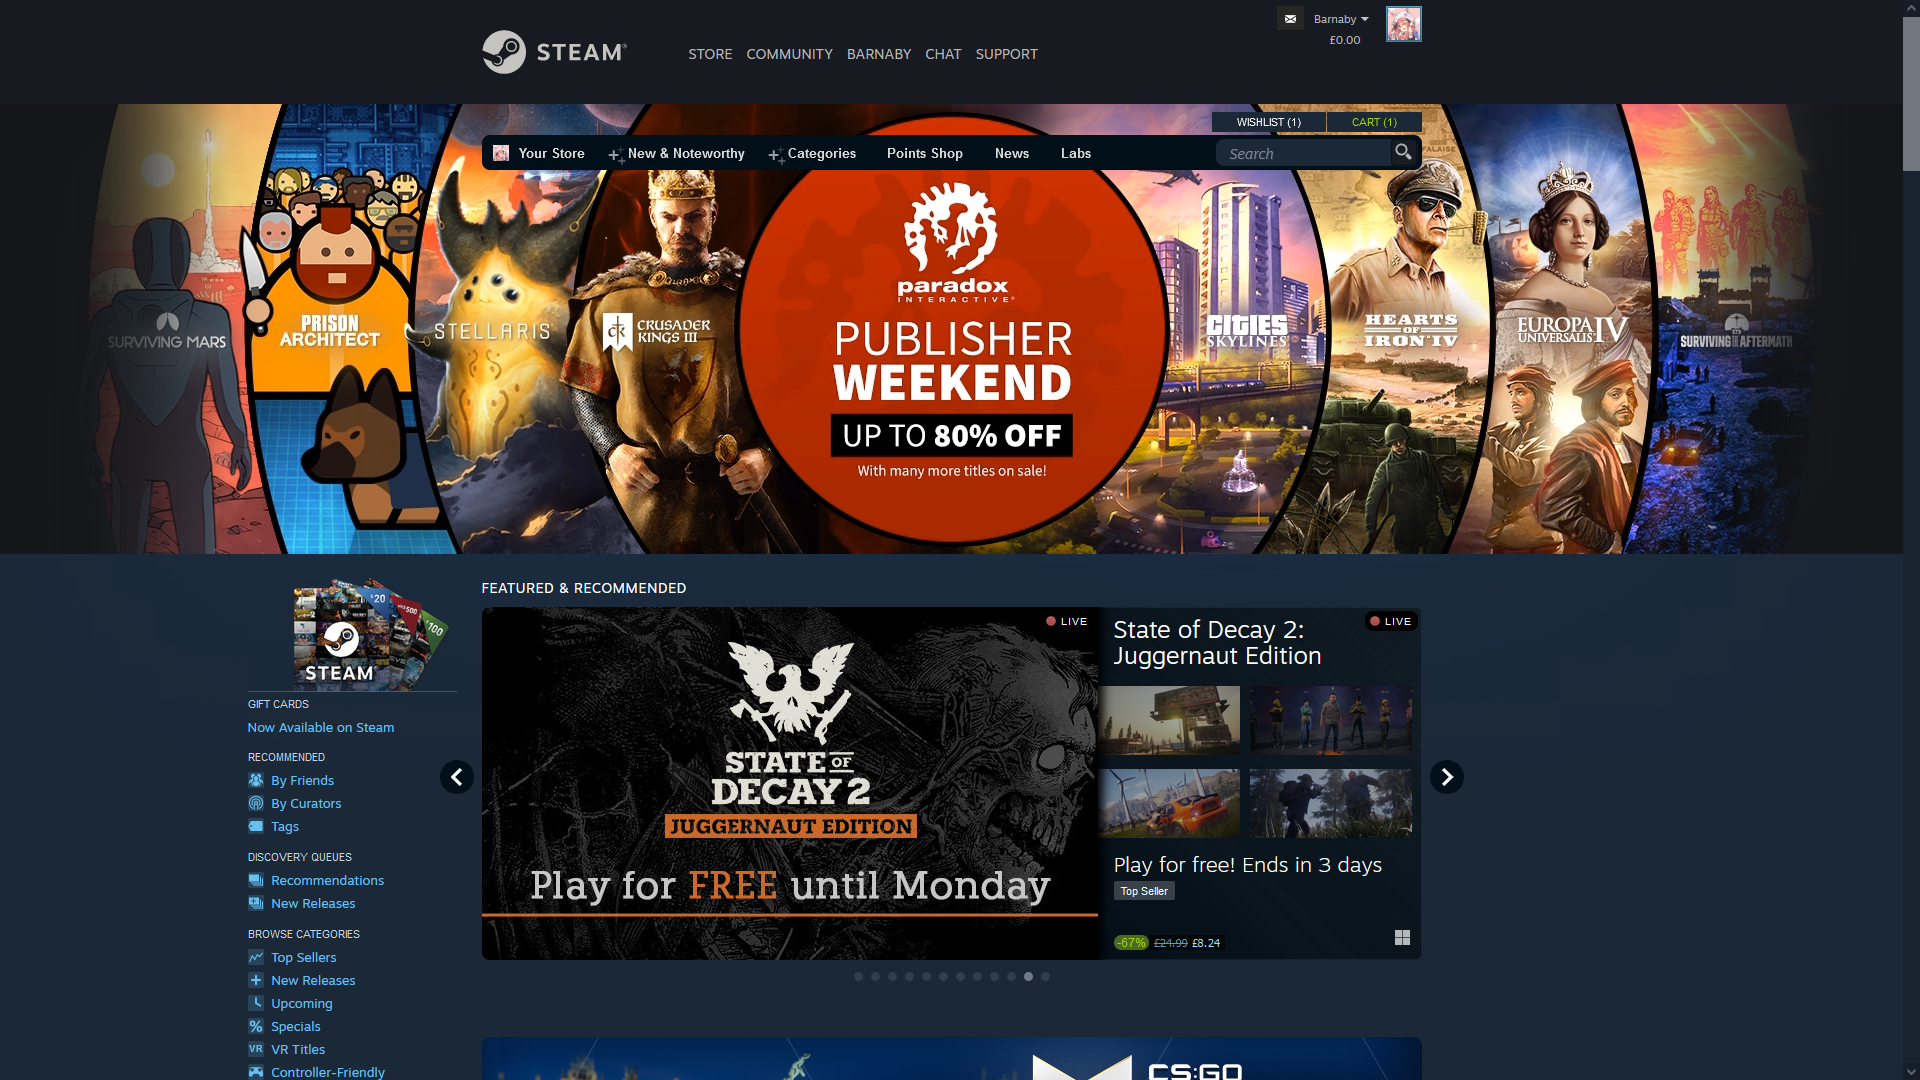 Barnaby
£0.00
STEAM
STORE COMMUNITY BARNABY CHAT SUPPORT
WISHLIST (1) CART (1)
Your Store New & Noteworthy Categories Points Shop News Labs
Search
paradox
INTERACTIVE
PUBLISHER
WEEKEND
UP TO 80% OFF
With many more titles on sale!
SURVIVING MARS
PRISON
ARCHITECT
STELLARIS
CK
CRUSADER
KINGS III
CITIES
SKYLINES
HEARTS
OF
IRON IV
EUROPA
UNIVERSALIS IV
SURVIVING THE AFTERMATH
20
500
100
STEAM
GIFT CARDS
Now Available on Steam
RECOMMENDED
By Friends
By Curators
Tags
DISCOVERY QUEUES
Recommendations
New Releases
BROWSE CATEGORIES
Top Sellers
New Releases
Upcoming
% Specials
VR VR Titles
Controller-Friendly
FEATURED & RECOMMENDED
LIVE
STATE OF
DECAY 2
JUGGERNAUT EDITION
Play for FREE until Monday
LIVE
State of Decay 2:
Juggernaut Edition
Play for free! Ends in 3 days
Top Seller
-67% £24.99 £8.24
CS:GO